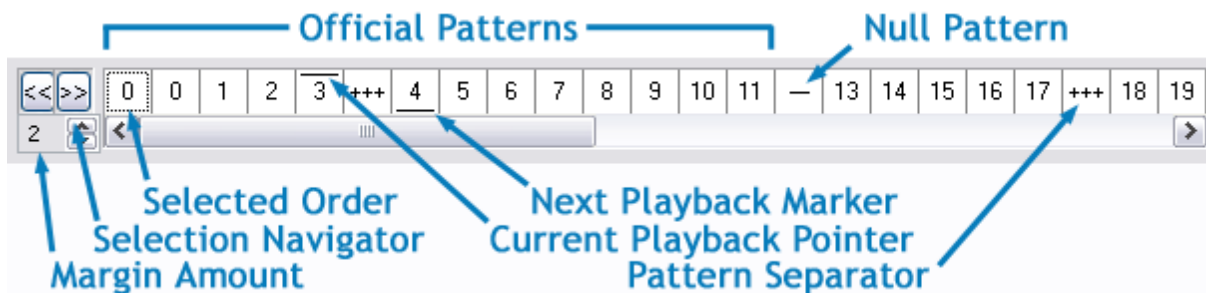 Official Patterns
Null Pattern
<< >> 0 0 1 2 3 +++ 4 5 6 7 8 9 10 11 — 13 14 15 16 17 +++ 18 19
2
Selected Order
Next Playback Marker
Selection Navigator
Current Playback Pointer
Margin Amount
Pattern Separator